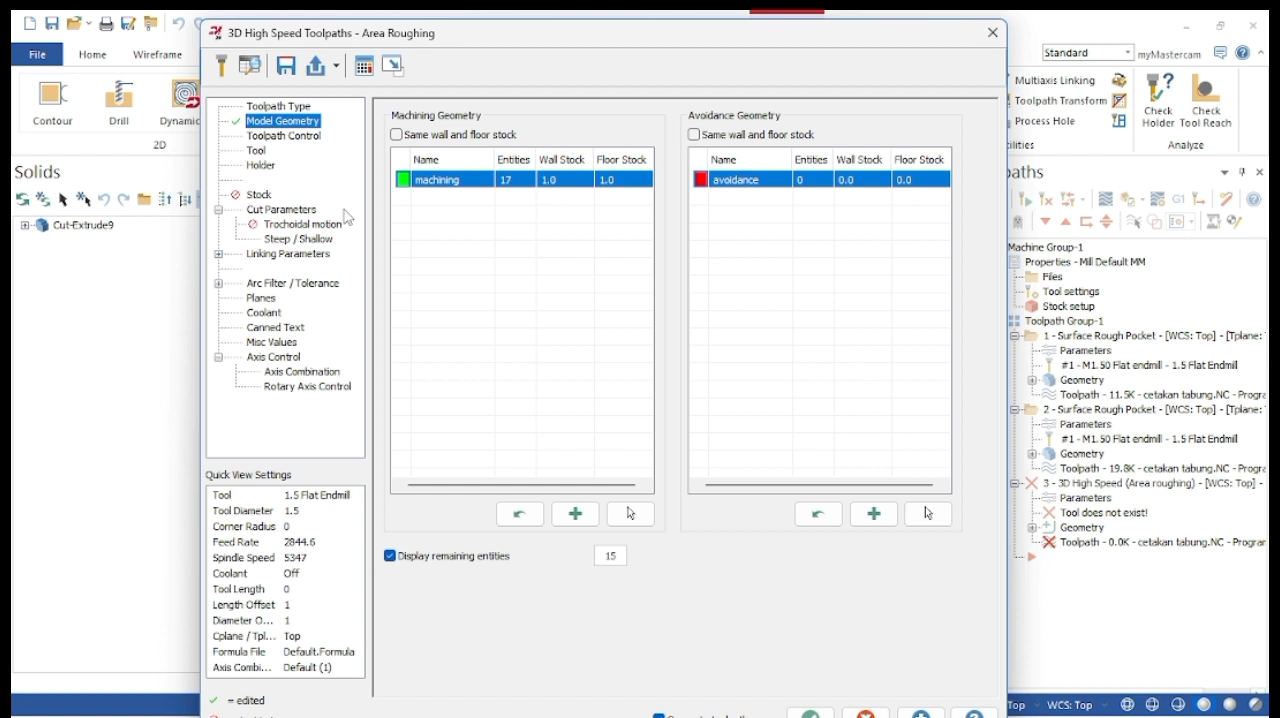 3D High Speed Toolpaths - Area Roughing
File
Home
Wireframe
Standard
myMastercam
Contour
Drill
Dynamic
2D
Multiaxis Linking
Toolpath Transform
Process Hole
Check Holder
Check Tool Reach
Analyze
Solids
Cut-Extrude9
Toolpath Type
Model Geometry
Toolpath Control
Tool
Holder
Stock
Cut Parameters
Trochoidal motion
Steep / Shallow
Linking Parameters
Arc Filter / Tolerance
Planes
Coolant
Canned Text
Misc Values
Axis Control
Axis Combination
Rotary Axis Control
Quick View Settings
Tool 1.5 Flat Endmill
Tool Diameter 1.5
Corner Radius 0
Feed Rate 2844.6
Spindle Speed 5347
Coolant Off
Tool Length 0
Length Offset 1
Diameter O... 1
Cplane / Tpl... Top
Formula File Default.Formula
Axis Combi... Default (1)
= edited
Machining Geometry
Same wall and floor stock
Name Entities Wall Stock Floor Stock
machining 17 1.0 1.0
Display remaining entities 15
Avoidance Geometry
Same wall and floor stock
Name Entities Wall Stock Floor Stock
avoidance 0 0.0 0.0
G1
Machine Group-1
Properties - Mill Default MM
Files
Tool settings
Stock setup
Toolpath Group-1
1 - Surface Rough Pocket - [WCS: Top] - [Tplane:
Parameters
#1 - M1.50 Flat endmill - 1.5 Flat Endmill
Geometry
Toolpath - 11.5K - cetakan tabung.NC - Progra
2 - Surface Rough Pocket - [WCS: Top] - [Tplane:
Parameters
#1 - M1.50 Flat endmill - 1.5 Flat Endmill
Geometry
Toolpath - 19.8K - cetakan tabung.NC - Progra
3 - 3D High Speed (Area roughing) - [WCS: Top] -
Parameters
Tool does not exist!
Geometry
Toolpath - 0.0K - cetakan tabung.NC - Progran
Top
WCS: Top